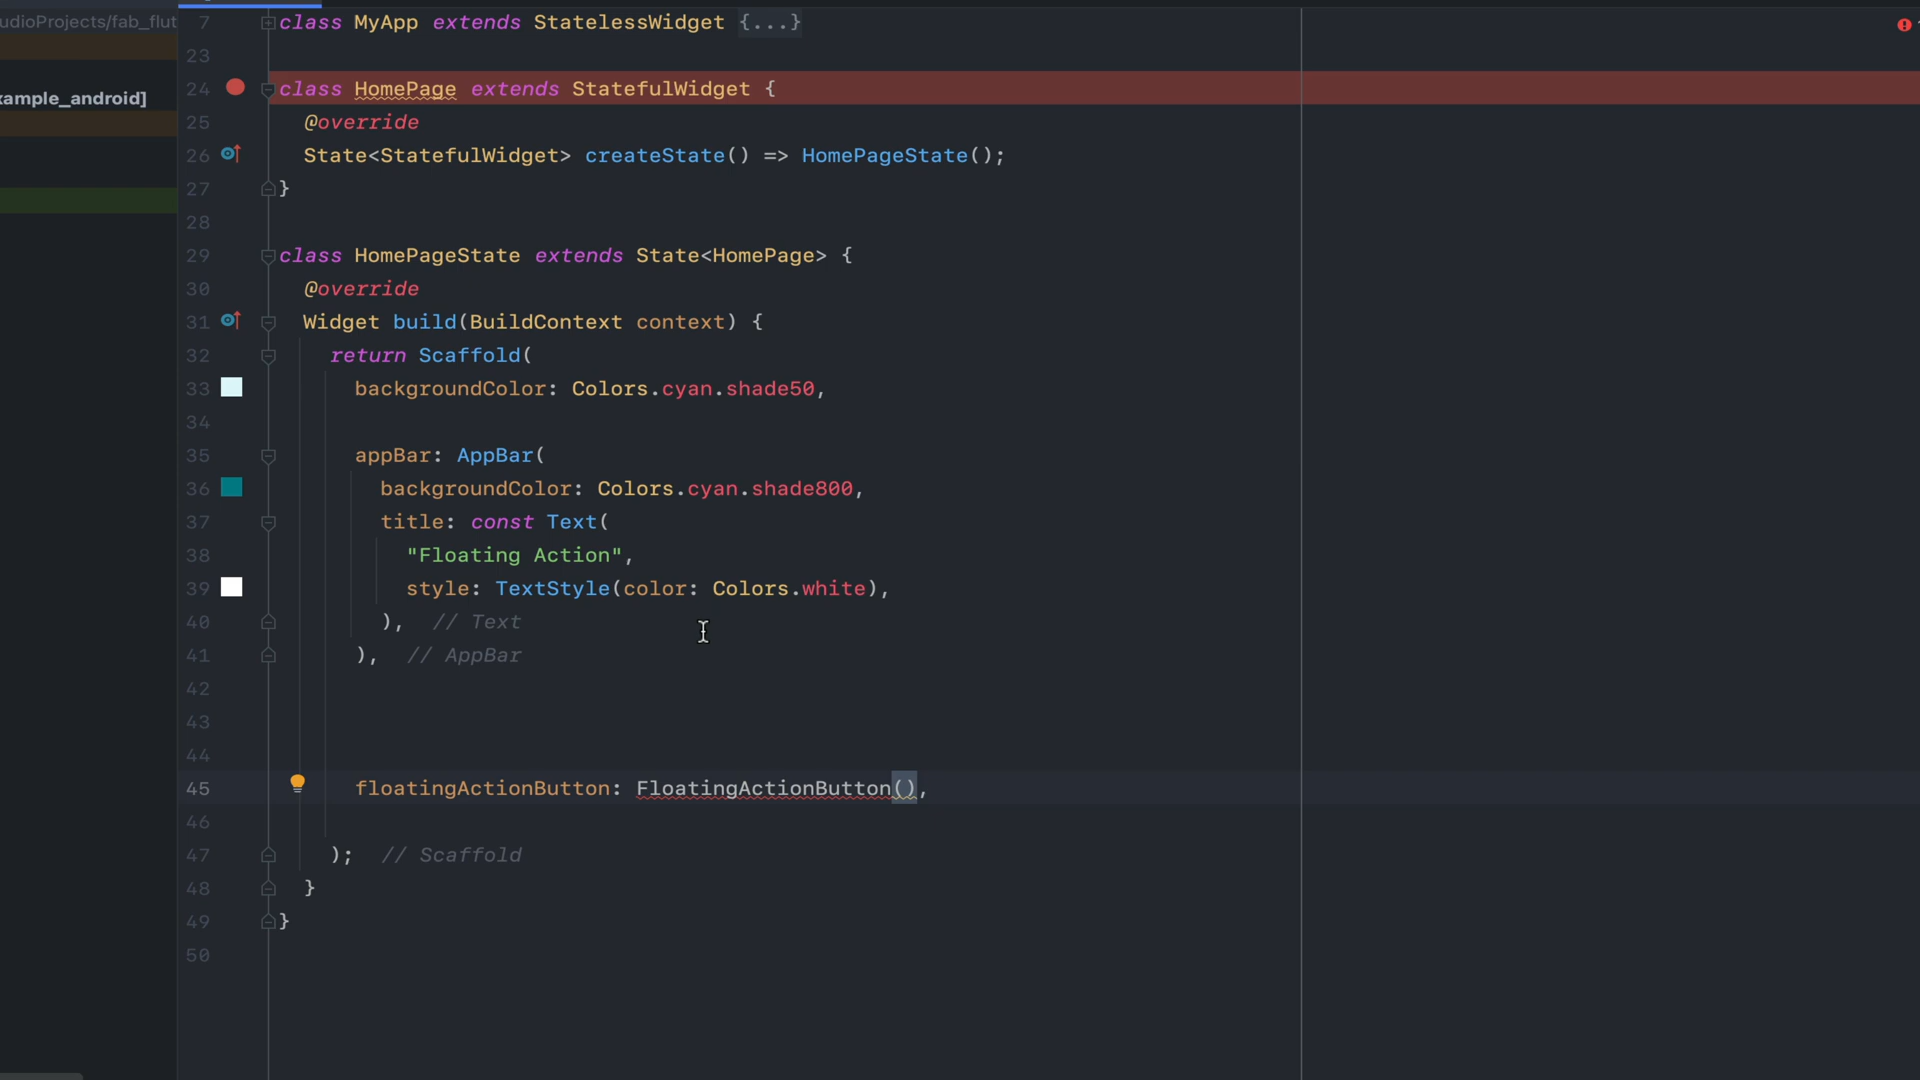 udioProjects/fab_flut
xample_android]
7 class MyApp extends StatelessWidget {...}
23
24 class HomePage extends StatefulWidget {
25 @override
26 State<StatefulWidget> createState() => HomePageState();
27 }
28
29 class HomePageState extends State<HomePage> {
30 @override
31 Widget build(BuildContext context) {
32 return Scaffold(
33 backgroundColor: Colors.cyan.shade50,
34
35 appBar: AppBar(
36 backgroundColor: Colors.cyan.shade800,
37 title: const Text(
38 "Floating Action",
39 style: TextStyle(color: Colors.white),
40 ), // Text
41 ), // AppBar
42
43
44
45 floatingActionButton: FloatingActionButton(),
46
47 ); // Scaffold
48 }
49 }
50